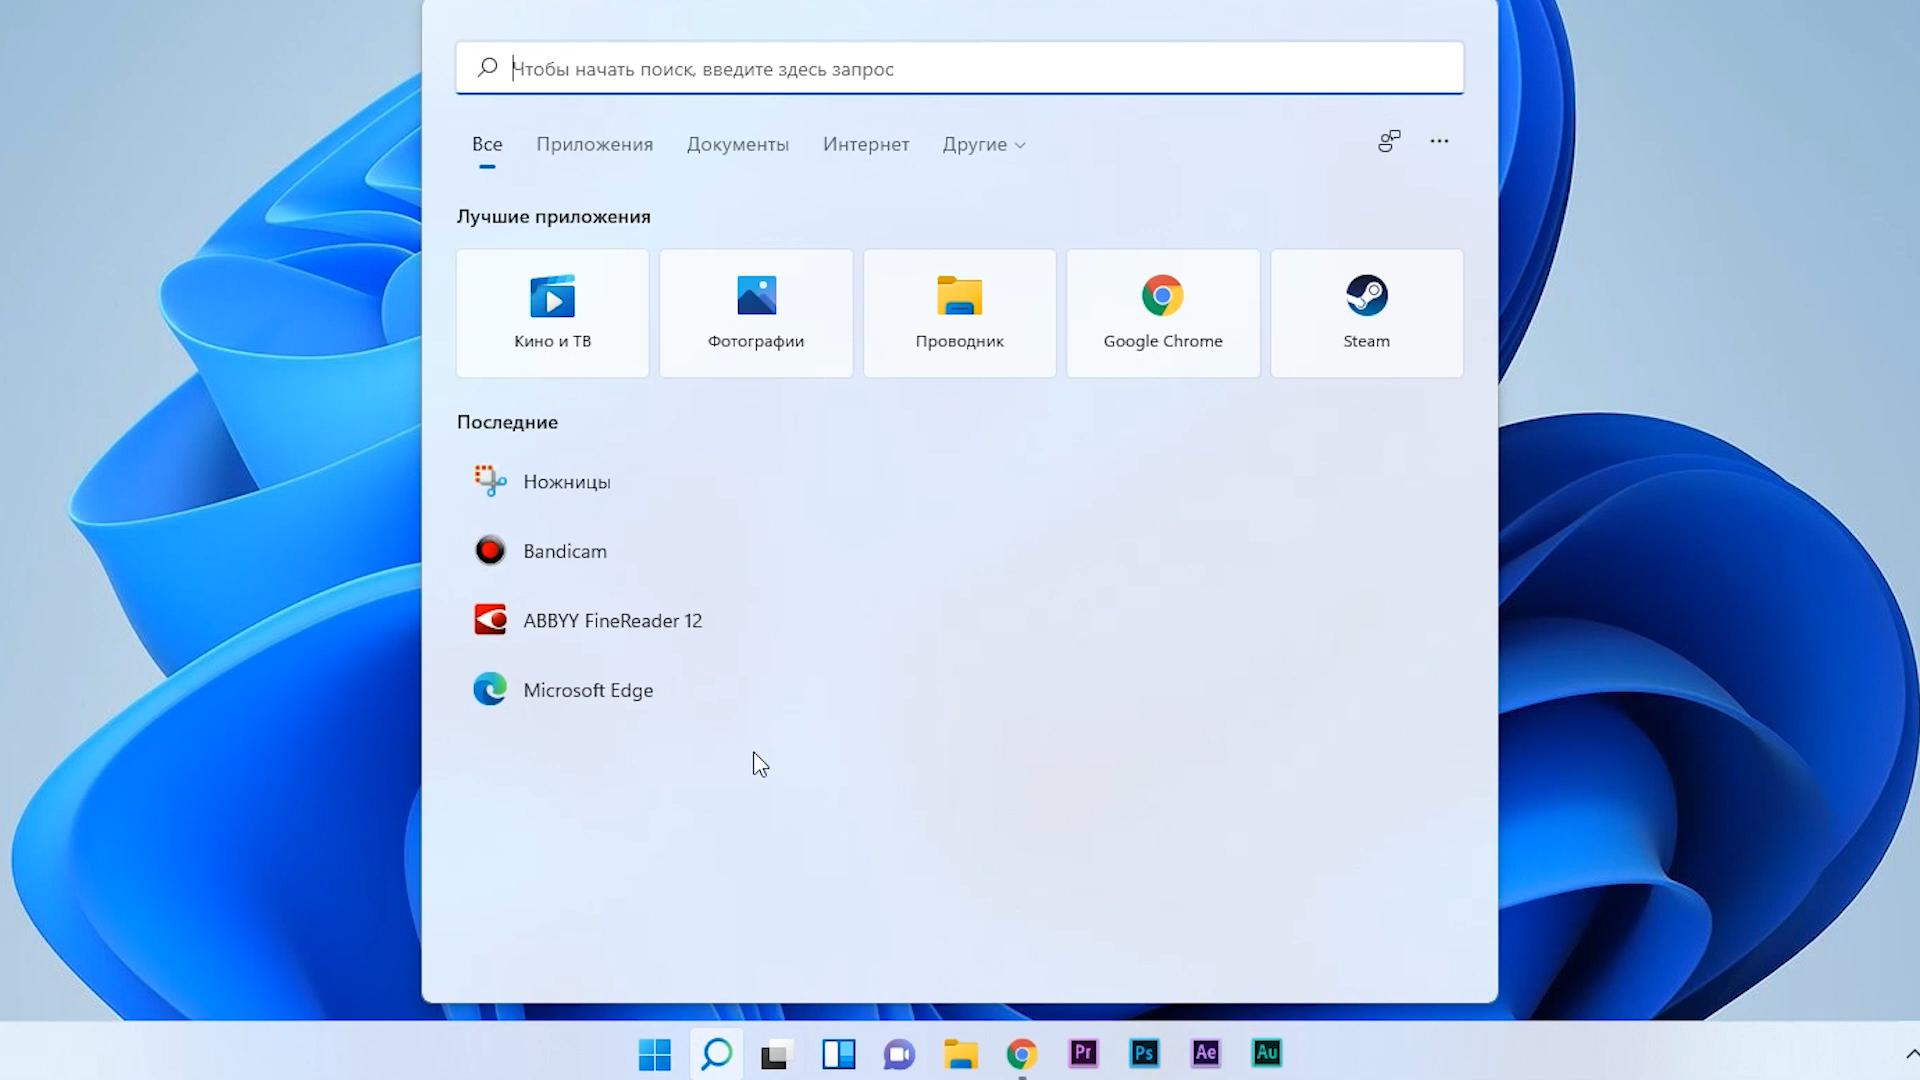 Чтобы начать поиск, введите здесь запрос
Все Приложения Документы Интернет Другие
Лучшие приложения
Кино и ТВ Фотографии Проводник Google Chrome Steam
Последние
Ножницы
Bandicam
ABBYY FineReader 12
Microsoft Edge
Pr Ps Ae Au